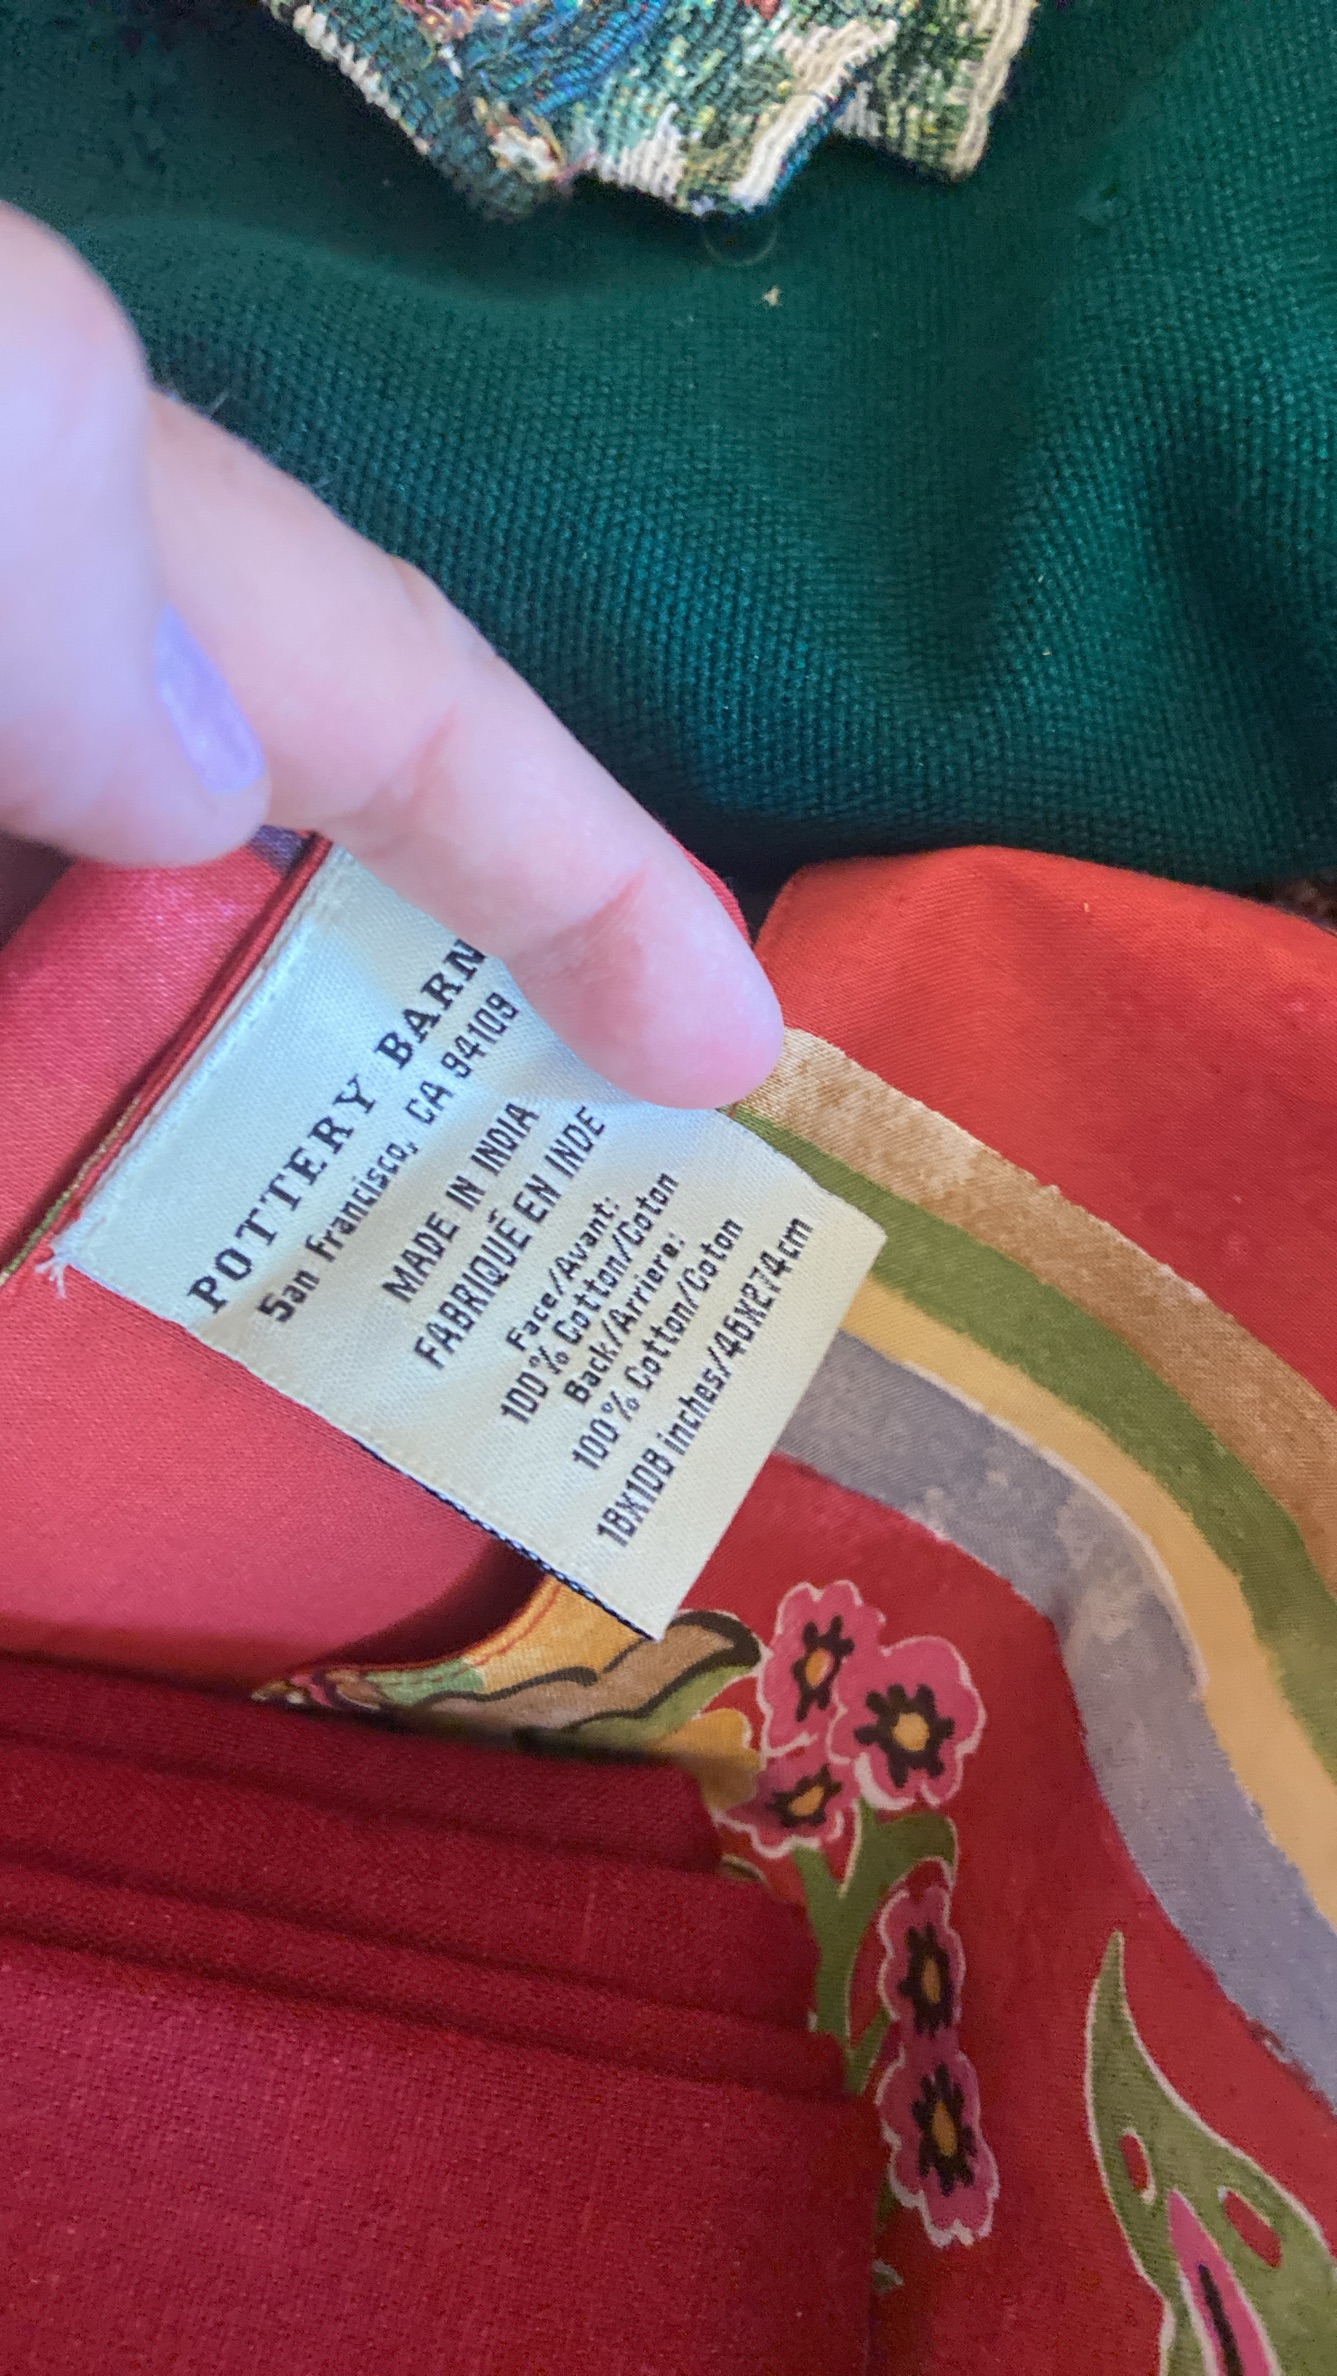 POTTERY BARN
San Francisco, CA 94109
MADE IN INDIA
FABRIQUÉ EN INDE
Face/Avant:
100% Cotton/Coton
Back/Arriere:
100% Cotton/Coton
18x108 inches/46x274cm